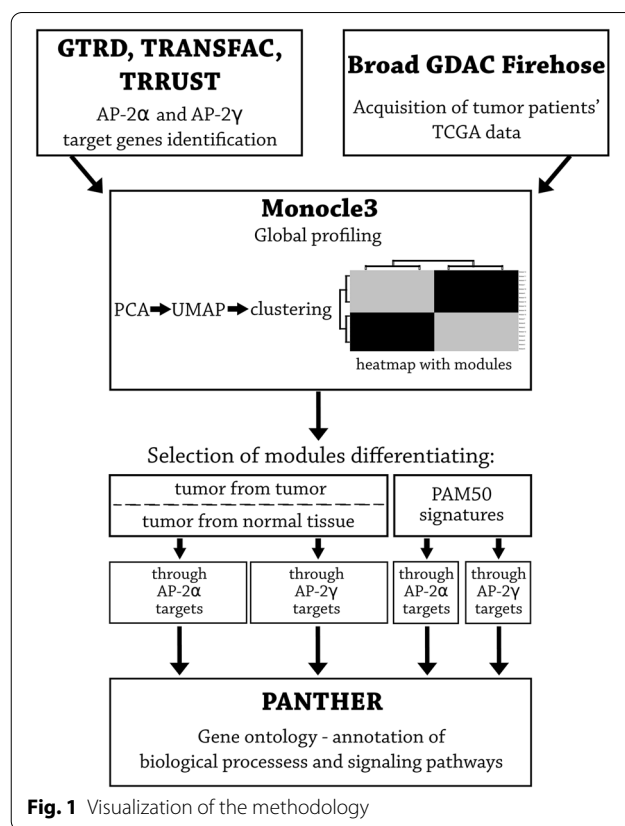 GTRD, TRANSFAC,
TRRUST
AP-2α and AP-2γ
target genes identification
Broad GDAC Firehose
Acquisition of tumor patients’
TCGA data
Monocle3
Global profiling
PCA→UMAP→clustering
heatmap with modules
Selection of modules differentiating:
tumor from tumor
tumor from normal tissue
PAM50
signatures
through
AP-2α
targets
through
AP-2γ
targets
through
AP-2α
targets
through
AP-2γ
targets
PANTHER
Gene ontology - annotation of
biological processess and signaling pathways
Fig. 1 Visualization of the methodology